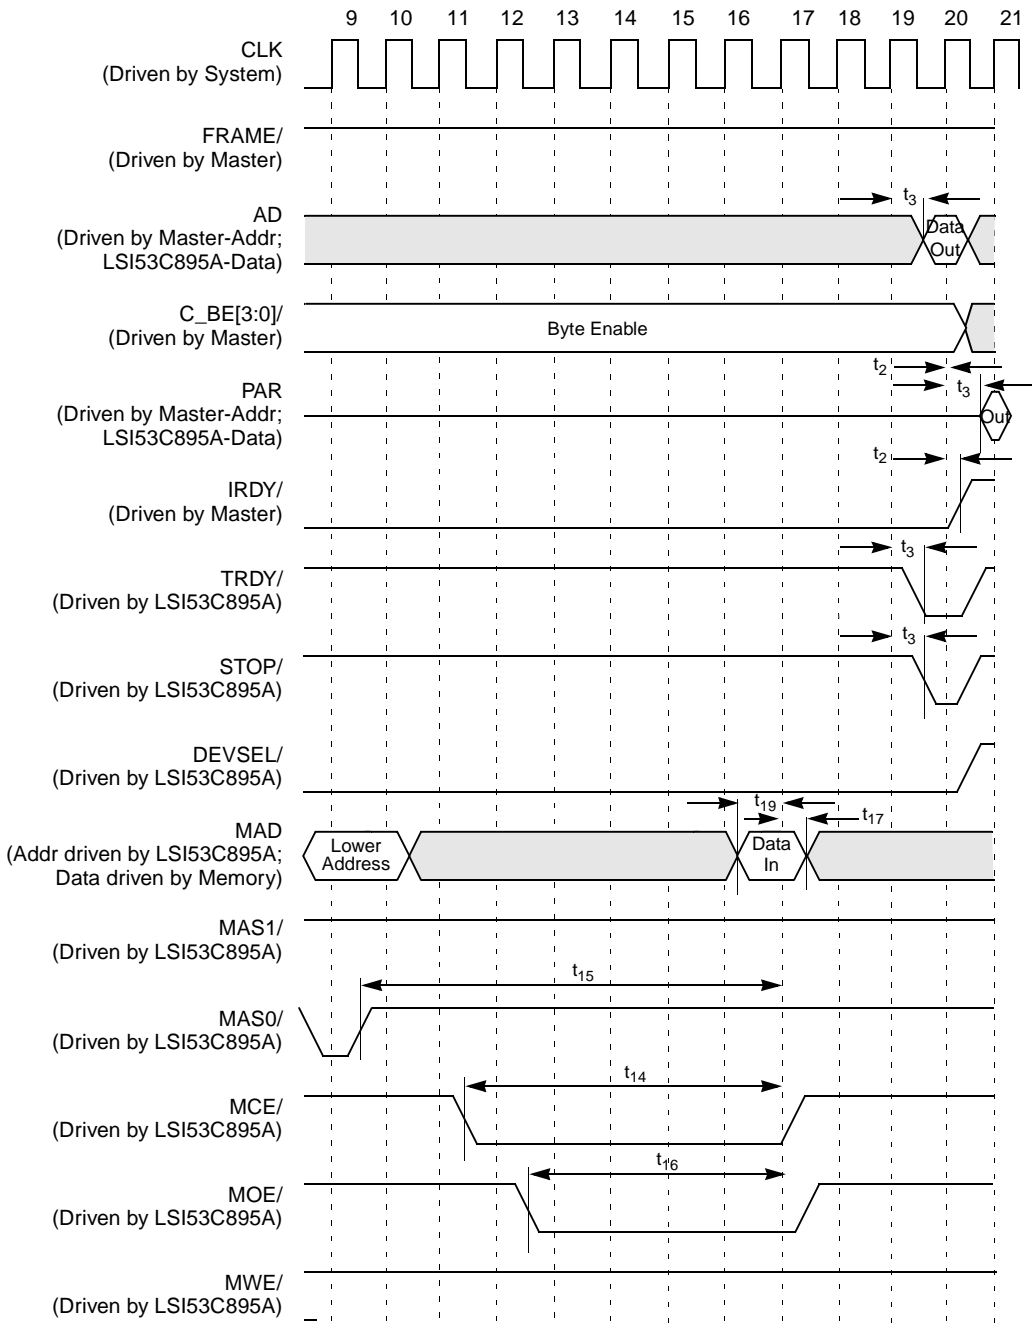 9 10 11 12 13 14 15 16 17 18 19 20 21
CLK
(Driven by System)
FRAME/
(Driven by Master)
t3
AD
(Driven by Master-Addr;
LSI53C895A-Data)
Data
Out
C_BE[3:0]/
(Driven by Master)
Byte Enable
t2
t3
PAR
(Driven by Master-Addr;
LSI53C895A-Data)
Out
t2
IRDY/
(Driven by Master)
t3
TRDY/
(Driven by LSI53C895A)
t3
STOP/
(Driven by LSI53C895A)
DEVSEL/
(Driven by LSI53C895A)
t19
t17
MAD
(Addr driven by LSI53C895A;
Data driven by Memory)
Lower
Address
Data
In
MAS1/
(Driven by LSI53C895A)
t15
MAS0/
(Driven by LSI53C895A)
t14
MCE/
(Driven by LSI53C895A)
t16
MOE/
(Driven by LSI53C895A)
MWE/
(Driven by LSI53C895A)